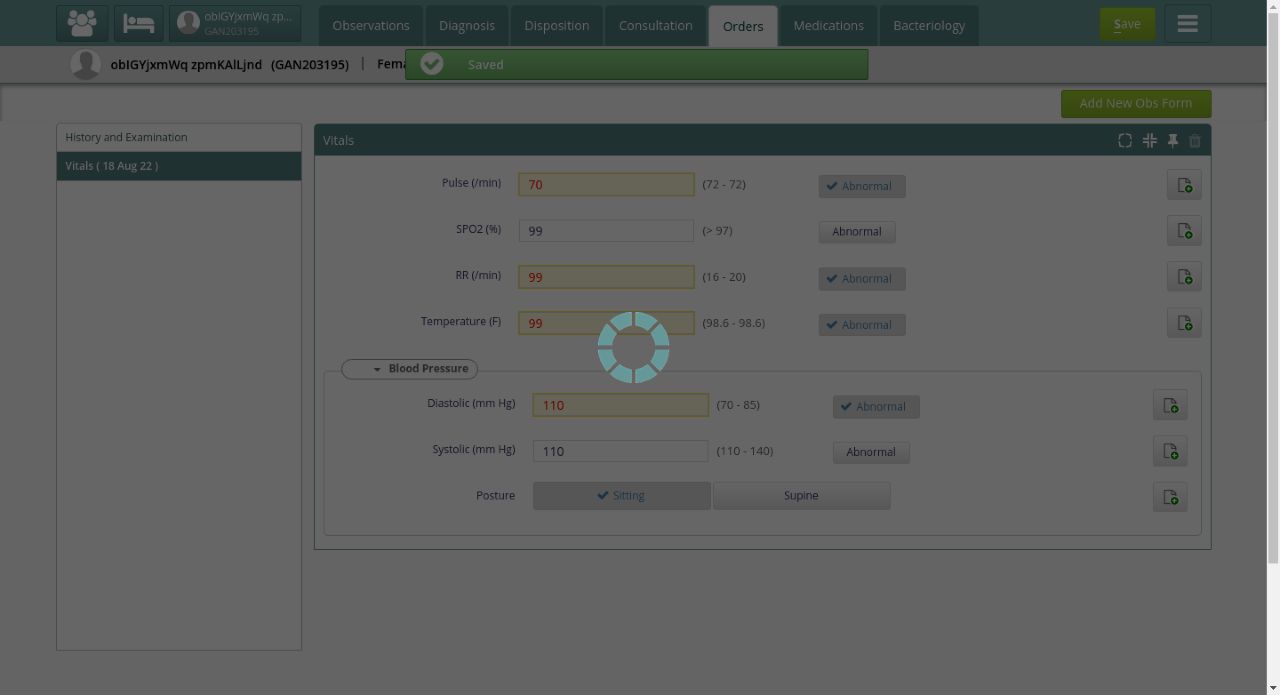 obIGYjxmWq zp...
GAN203195
Observations
Diagnosis
Disposition
Consultation
Orders
Medications
Bacteriology
Save
obIGYjxmWq zpmKAlLjnd (GAN203195) | Fema
Saved
Add New Obs Form
History and Examination
Vitals ( 18 Aug 22 )
Vitals
Pulse (/min) 70 (72 - 72) Abnormal
SPO2 (%) 99 (> 97) Abnormal
RR (/min) 99 (16 - 20) Abnormal
Temperature (F) 99 (98.6 - 98.6) Abnormal
Blood Pressure
Diastolic (mm Hg) 110 (70 - 85) Abnormal
Systolic (mm Hg) 110 (110 - 140) Abnormal
Posture Sitting Supine